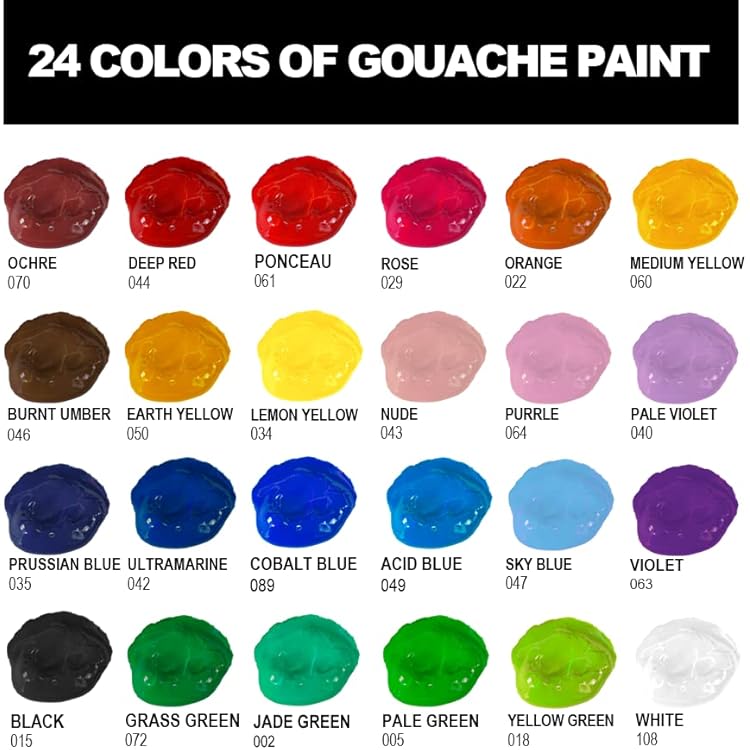 24 COLORS OF GOUACHE PAINT
OCHRE
070
DEEP RED
044
PONCEAU
061
ROSE
029
ORANGE
022
MEDIUM YELLOW
060
BURNT UMBER
046
EARTH YELLOW
050
LEMON YELLOW
034
NUDE
043
PURRLE
064
PALE VIOLET
040
PRUSSIAN BLUE
035
ULTRAMARINE
042
COBALT BLUE
089
ACID BLUE
049
SKY BLUE
047
VIOLET
063
BLACK
015
GRASS GREEN
072
JADE GREEN
002
PALE GREEN
005
YELLOW GREEN
018
WHITE
108